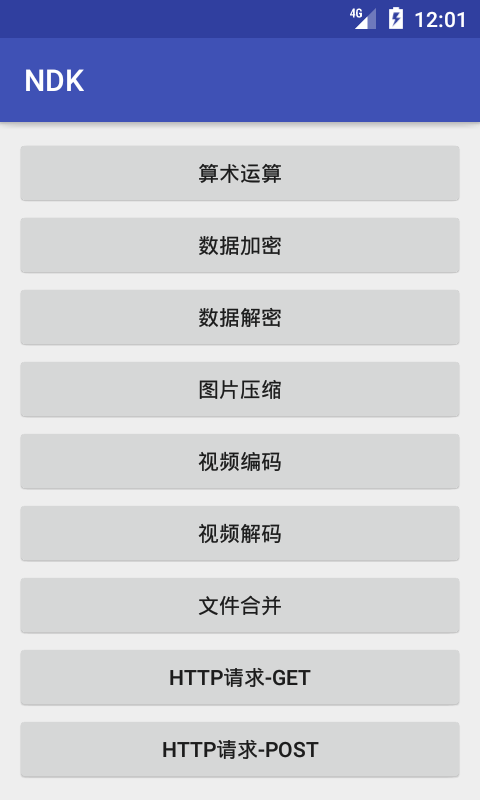 4G 12:01
NDK
算术运算
数据加密
数据解密
图片压缩
视频编码
视频解码
文件合并
HTTP请求-GET
HTTP请求-POST